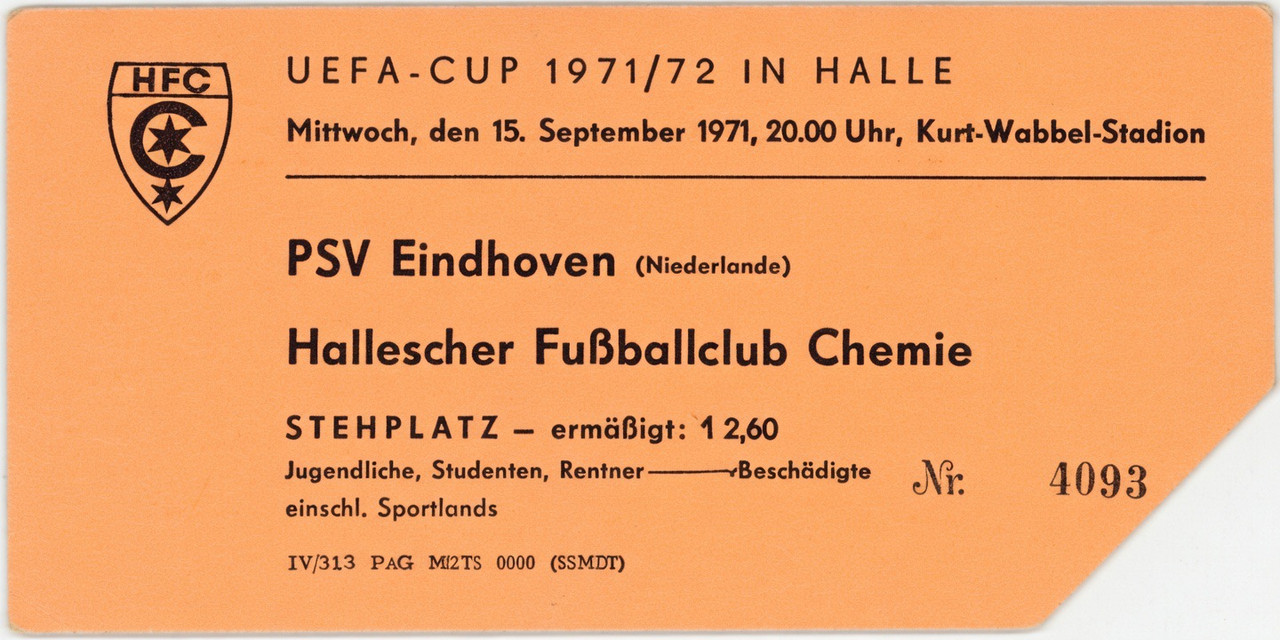 HFC
UEFA-CUP 1971/72 IN HALLE
Mittwoch, den 15. September 1971, 20.00 Uhr, Kurt-Wabbel-Stadion
PSV Eindhoven (Niederlande)
Hallescher Fußballclub Chemie
STEHPLATZ — ermäßigt: 1 2,60
Jugendliche, Studenten, Rentner——Beschädigte
einschl. Sportlands
Nr. 4093
IV/313 PAG M12TS 0000 (SSMDT)